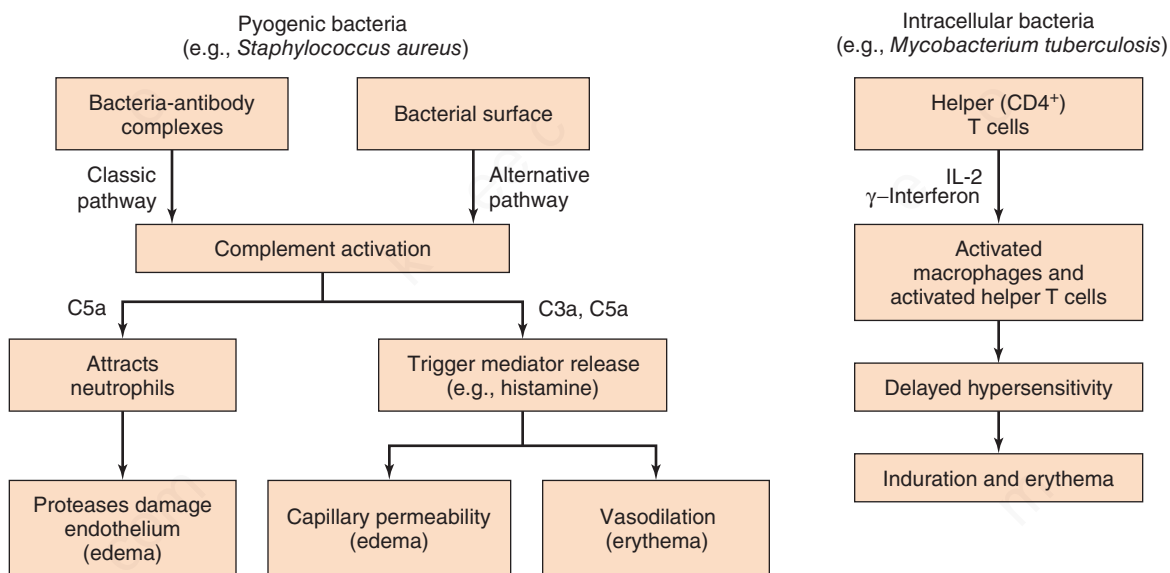 Pyogenic bacteria
(e.g., Staphylococcus aureus)
Bacteria-antibody
complexes
Bacterial surface
Classic
pathway
Alternative
pathway
Complement activation
C5a
C3a, C5a
Attracts
neutrophils
Trigger mediator release
(e.g., histamine)
Proteases damage
endothelium
(edema)
Capillary permeability
(edema)
Vasodilation
(erythema)
Intracellular bacteria
(e.g., Mycobacterium tuberculosis)
Helper (CD4⁺)
T cells
IL-2
γ–Interferon
Activated
macrophages and
activated helper T cells
Delayed hypersensitivity
Induration and erythema